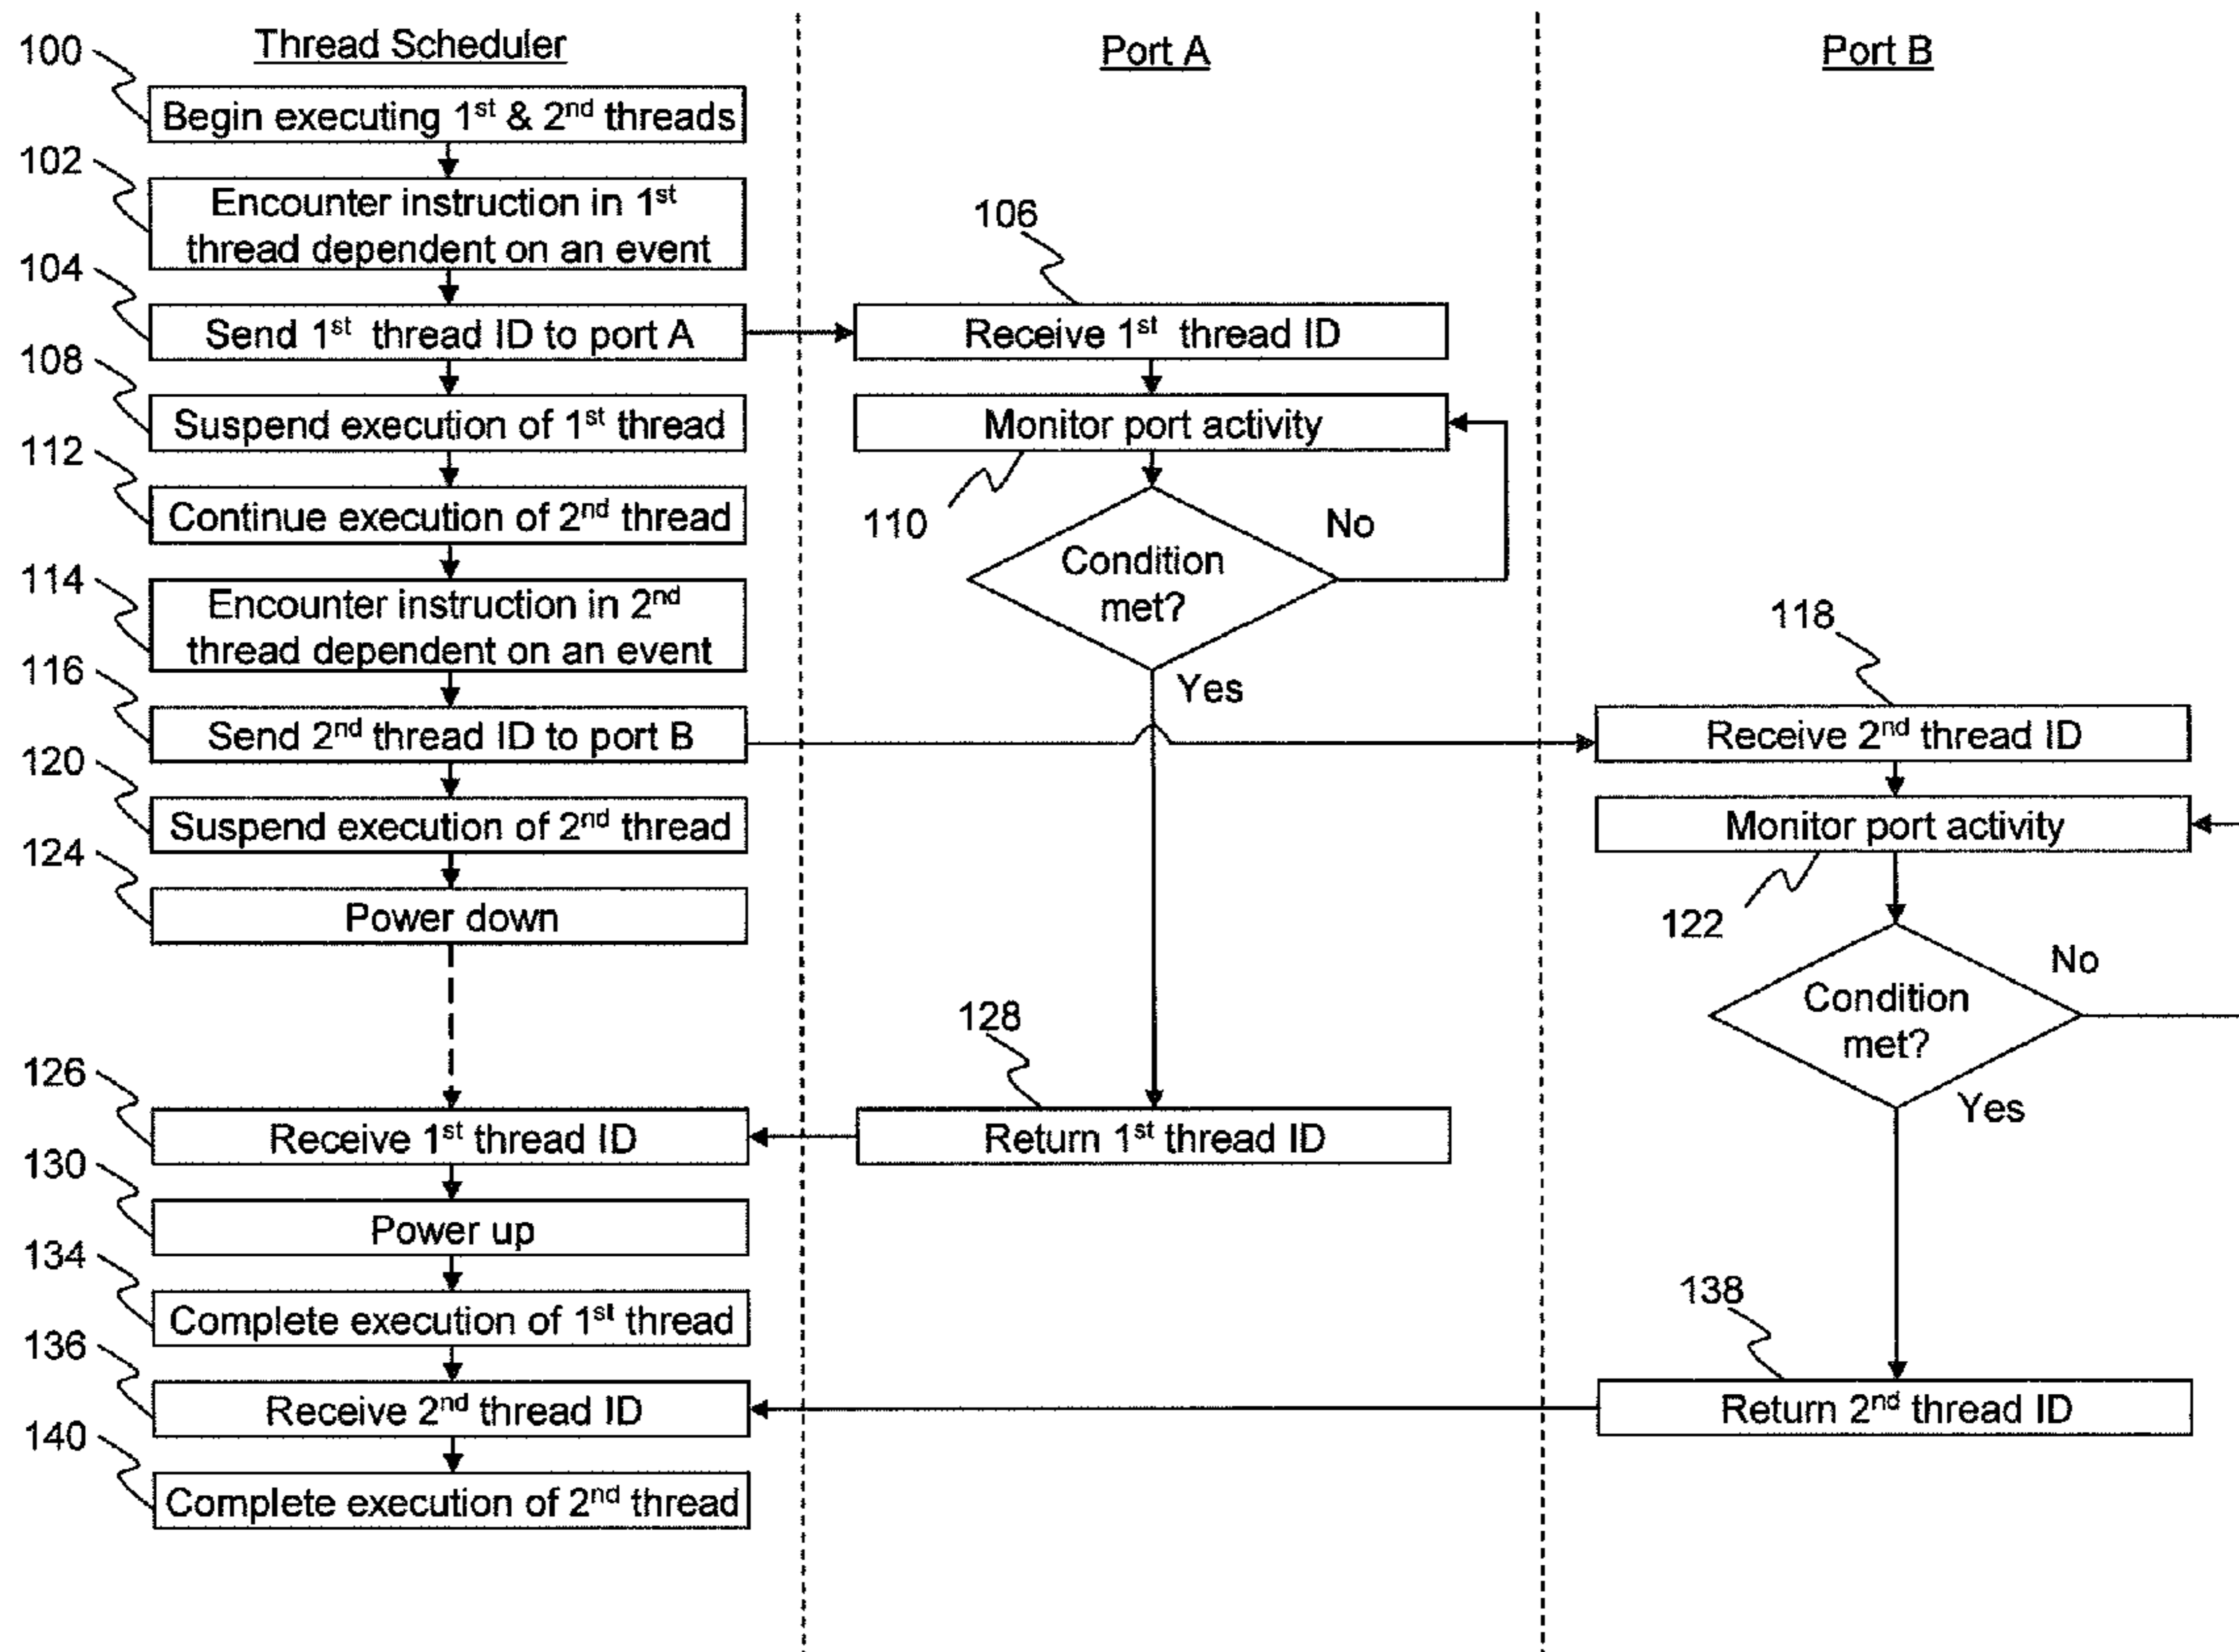 100
Thread Scheduler
Port A
Port B
Begin executing 1st & 2nd threads
102
Encounter instruction in 1st
thread dependent on an event
104
106
Send 1st thread ID to port A
Receive 1st thread ID
108
Suspend execution of 1st thread
Monitor port activity
112
110
No
Continue execution of 2nd thread
Condition
met?
114
Encounter instruction in 2nd
thread dependent on an event
116
118
Yes
Send 2nd thread ID to port B
Receive 2nd thread ID
120
Suspend execution of 2nd thread
Monitor port activity
124
122
Power down
No
Condition
met?
128
126
Yes
Receive 1st thread ID
Return 1st thread ID
130
Power up
134
138
Complete execution of 1st thread
136
Receive 2nd thread ID
Return 2nd thread ID
140
Complete execution of 2nd thread